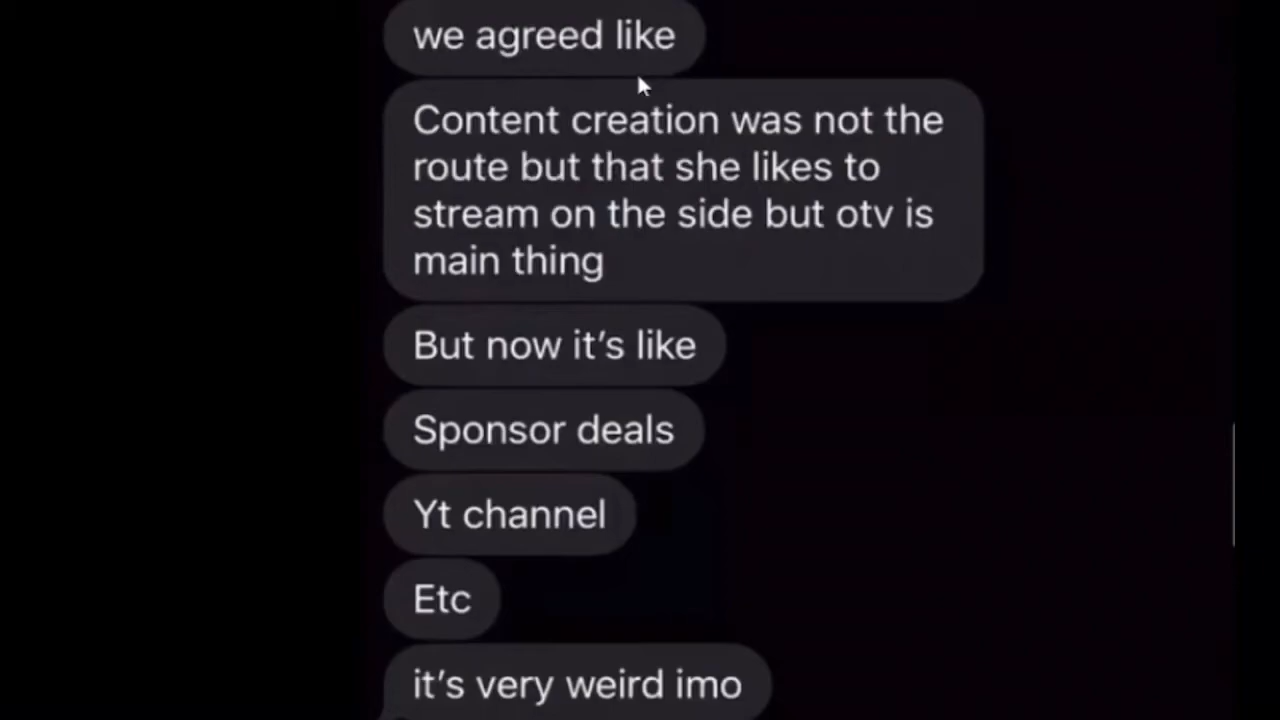 we agreed like
Content creation was not the
route but that she likes to
stream on the side but otv is
main thing
But now it's like
Sponsor deals
Yt channel
Etc
it's very weird imo